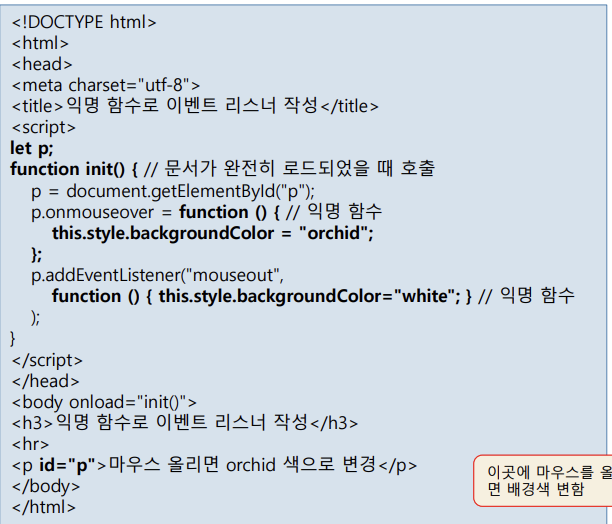 <!DOCTYPE html>
<html>
<head>
<meta charset="utf-8">
<title>익명 함수로 이벤트 리스너 작성</title>
<script>
let p;
function init() { // 문서가 완전히 로드되었을 때 호출
p = document.getElementById("p");
p.onmouseover = function () { // 익명 함수
this.style.backgroundColor = "orchid";
};
p.addEventListener("mouseout",
function () { this.style.backgroundColor="white"; } // 익명 함수
);
}
</script>
</head>
<body onload="init()">
<h3>익명 함수로 이벤트 리스너 작성</h3>
<hr>
<p id="p">마우스 올리면 orchid 색으로 변경</p>
</body>
</html>
이곳에 마우스를 올
면 배경색 변함